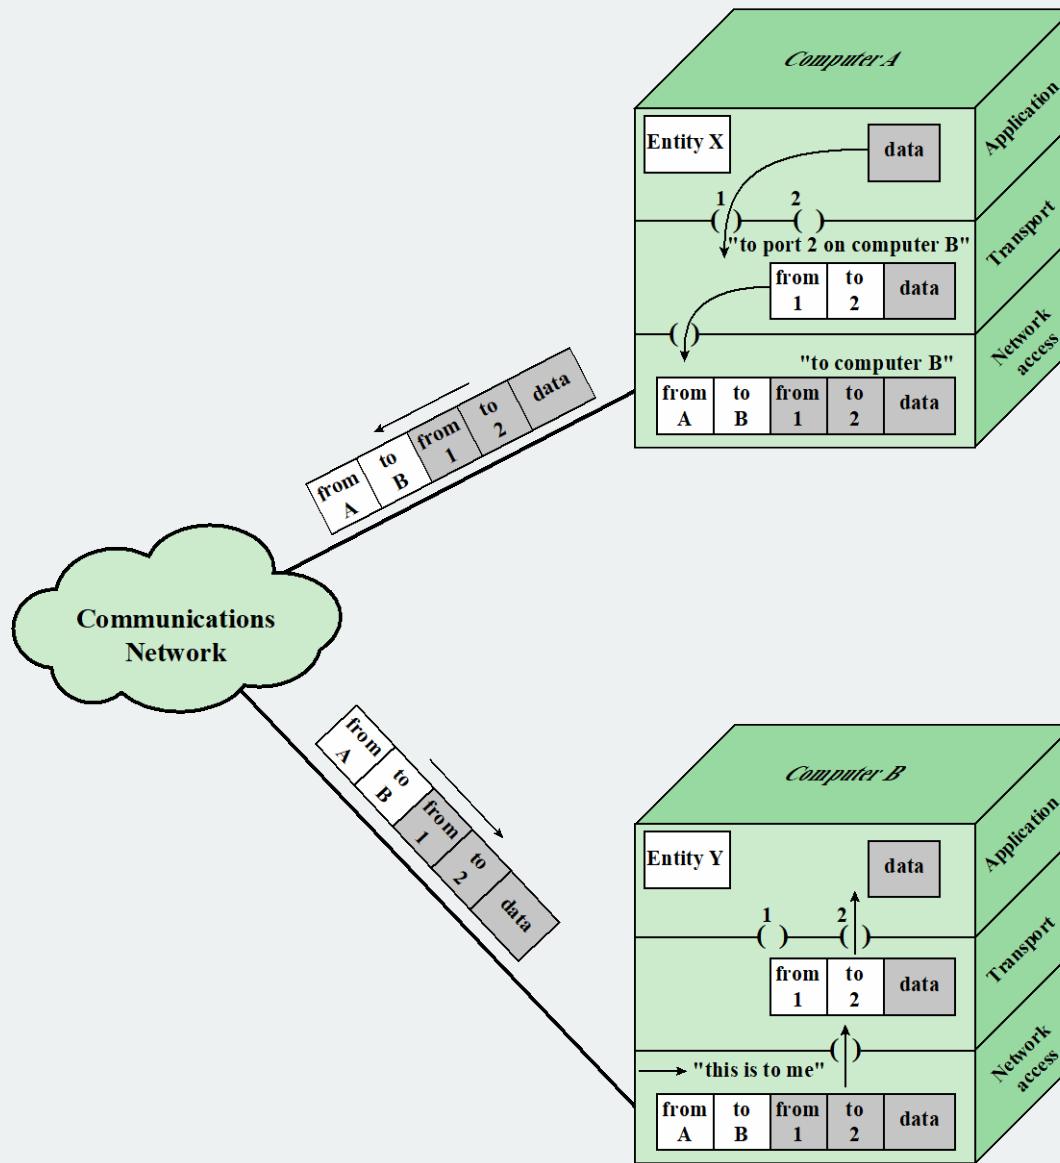 Computer A
Application
Entity X
data
1 2
Transport
"to port 2 on computer B"
from to data
1 2
Network
access
"to computer B"
from to from to data
A B 1 2
from to from to data
A B 1 2
Communications
Network
from to from to data
A B 1 2
Computer B
Application
Entity Y
data
1 2
Transport
from to data
1 2
Network
access
"this is to me"
from to from to data
A B 1 2